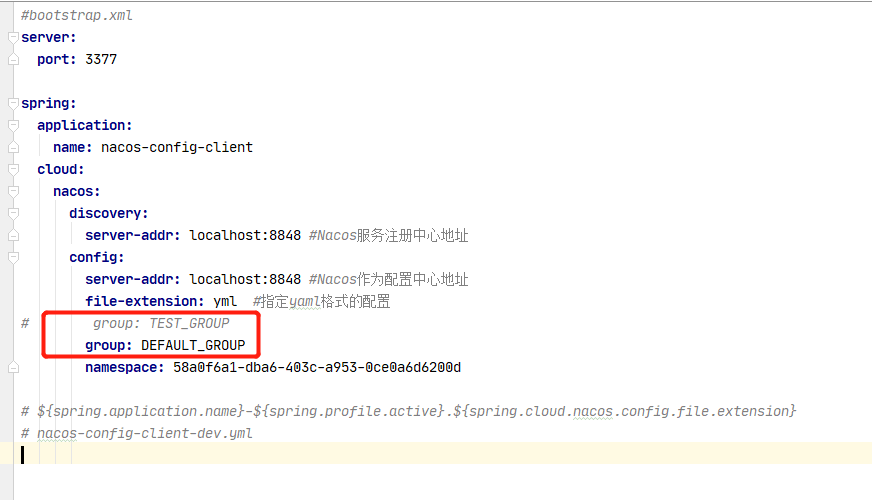 #bootstrap.xml
server:
port: 3377
spring:
application:
name: nacos-config-client
cloud:
nacos:
discovery:
server-addr: localhost:8848 #Nacos服务注册中心地址
config:
server-addr: localhost:8848 #Nacos作为配置中心地址
file-extension: yml #指定yaml格式的配置
# group: TEST_GROUP
group: DEFAULT_GROUP
namespace: 58a0f6a1-dba6-403c-a953-0ce0a6d6200d
# ${spring.application.name}-${spring.profile.active}.${spring.cloud.nacos.config.file.extension}
# nacos-config-client-dev.yml